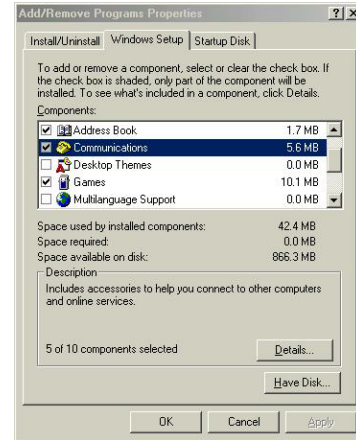 Add/Remove Programs Properties
Install/Uninstall Windows Setup Startup Disk
To add or remove a component, select or clear the check box. If
the check box is shaded, only part of the component will be
installed. To see what's included in a component, click Details.
Components:
Address Book 1.7 MB
Communications 5.6 MB
Desktop Themes 0.0 MB
Games 10.1 MB
Multilanguage Support 0.0 MB
Space used by installed components: 42.4 MB
Space required: 0.0 MB
Space available on disk: 866.3 MB
Description
Includes accessories to help you connect to other computers
and online services.
5 of 10 components selected Details...
Have Disk...
OK Cancel Apply